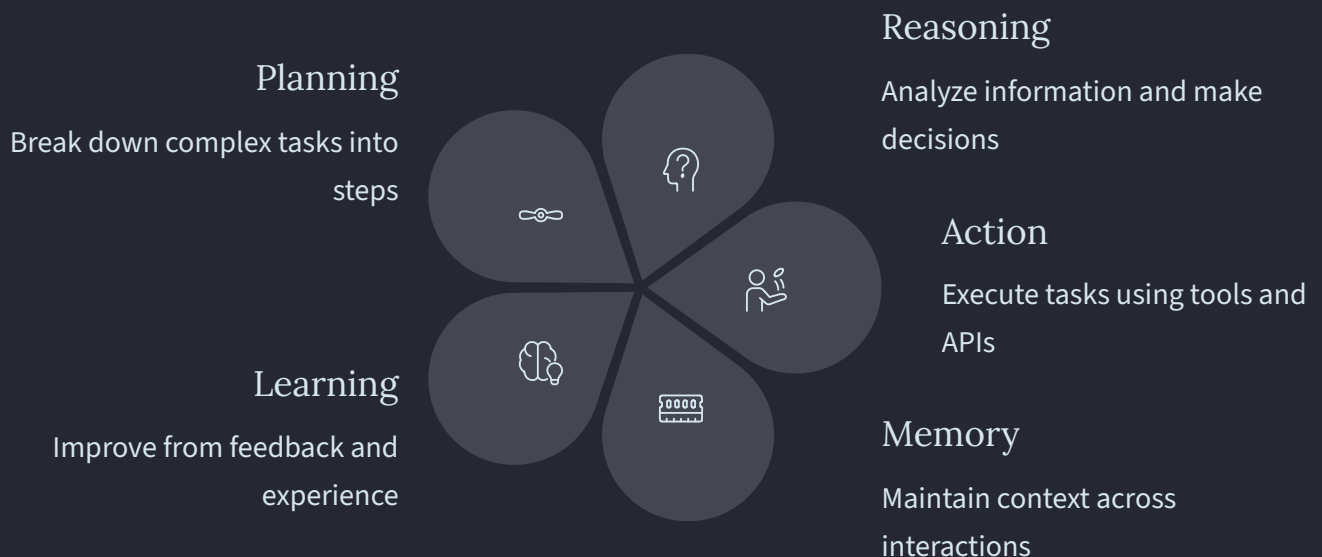 Planning
Break down complex tasks into
steps
Reasoning
Analyze information and make
decisions
Action
Execute tasks using tools and
APIs
Learning
Improve from feedback and
experience
Memory
Maintain context across
interactions